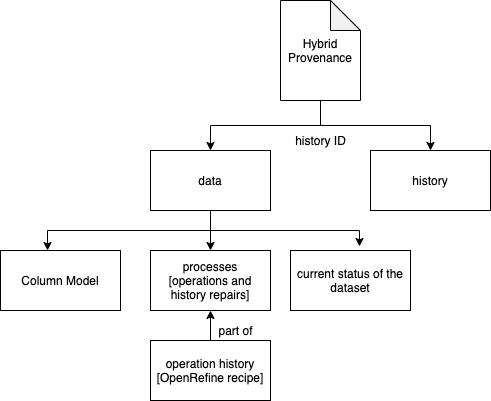 Hybrid
Provenance
history ID
data
history
Column Model
processes
[operations and
history repairs]
current status of the
dataset
part of
operation history
[OpenRefine recipe]